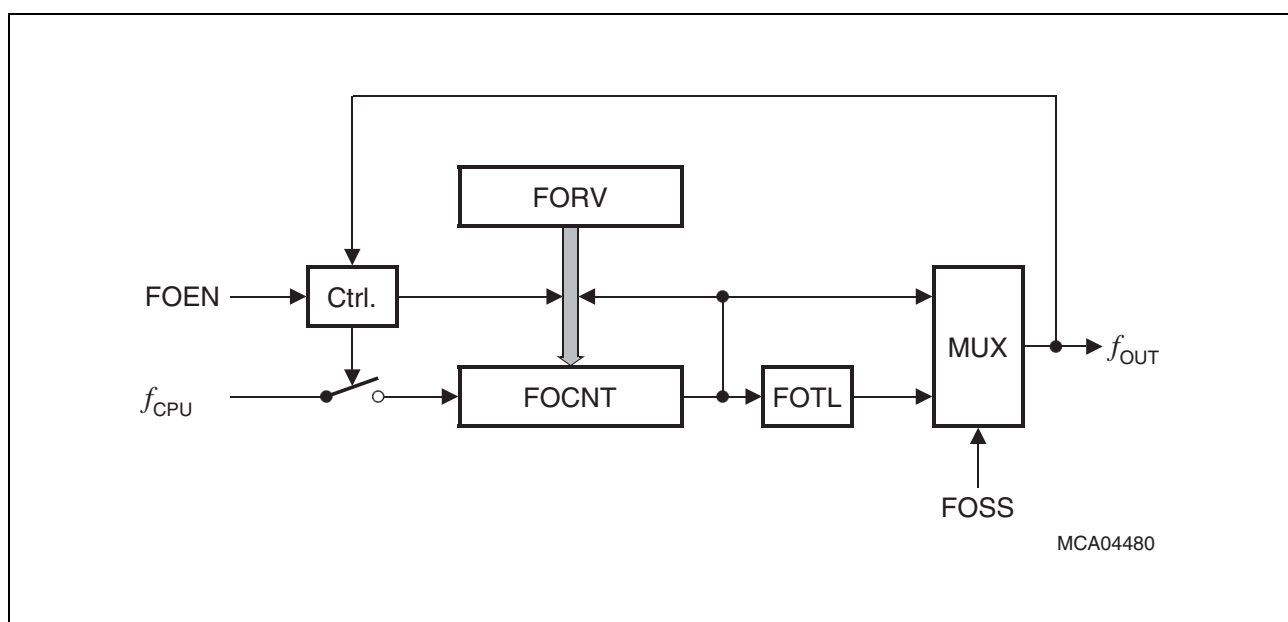 FORV
FOEN
Ctrl.
MUX
fOUT
fCPU
FOCNT
FOTL
FOSS
MCA04480